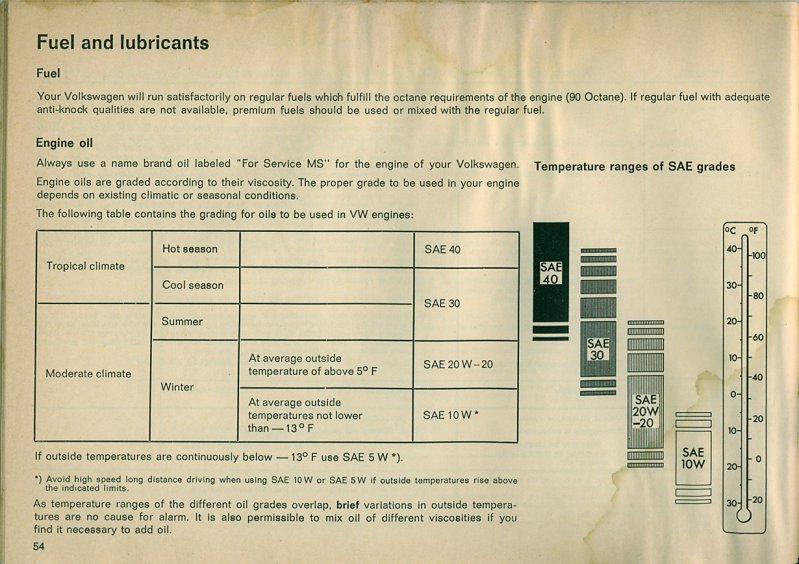 Fuel and lubricants
Fuel
Your Volkswagen will run satisfactorily on regular fuels which fulfill the octane requirements of the engine (90 Octane). If regular fuel with adequate
anti-knock qualities are not available, premium fuels should be used or mixed with the regular fuel.
Engine oil
Always use a name brand oil labeled "For Service MS" for the engine of your Volkswagen.
Engine oils are graded according to their viscosity. The proper grade to be used in your engine
depends on existing climatic or seasonal conditions.
The following table contains the grading for oils to be used in VW engines:
Tropical climate
Hot season
SAE 40
Cool season
SAE 30
Moderate climate
Summer
Winter
At average outside
temperature of above 5° F
SAE 20 W – 20
At average outside
temperatures not lower
than — 13° F
SAE 10 W *
If outside temperatures are continuously below — 13° F use SAE 5 W *).
*) Avoid high speed long distance driving when using SAE 10 W or SAE 5 W if outside temperatures rise above
the indicated limits.
As temperature ranges of the different oil grades overlap, brief variations in outside tempera-
tures are no cause for alarm. It is also permissible to mix oil of different viscosities if you
find it necessary to add oil.
54
Temperature ranges of SAE grades
SAE
40
SAE
30
SAE
20W
–20
SAE
10W
°C °F
40
100
30
80
20
60
10
40
0
20
10
0
20
20
30